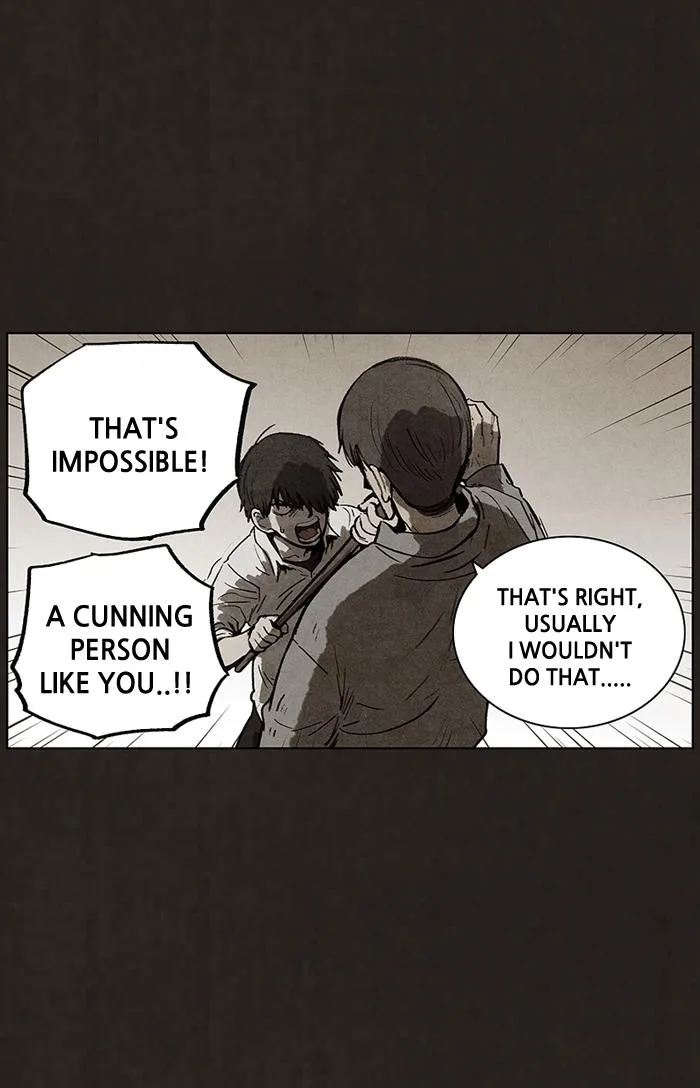 THAT'S
IMPOSSIBLE!
A CUNNING
PERSON
LIKE YOU..!!
THAT'S RIGHT,
USUALLY
I WOULDN'T
DO THAT.....